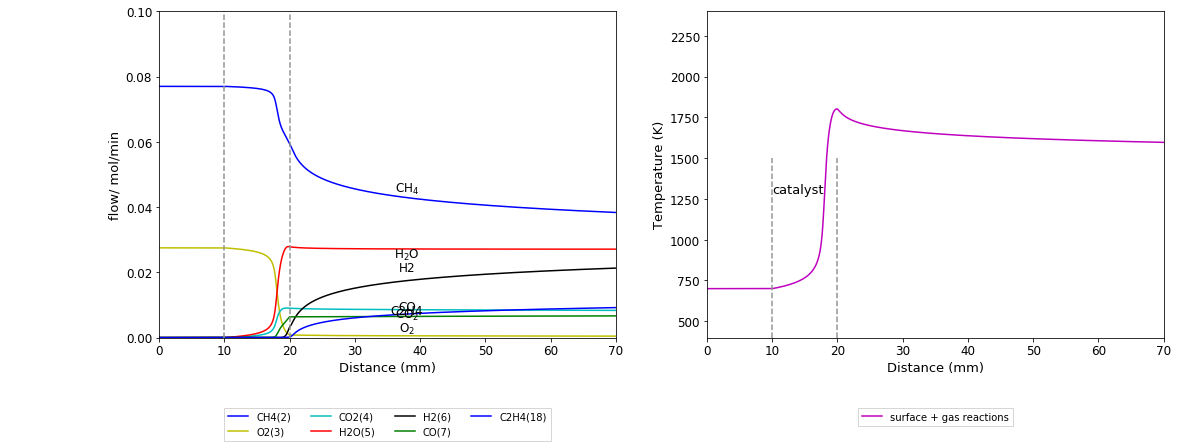 0.10
0.08
0.06
0.04
0.02
0.00
flow/ mol/min
CH4
H2O
H2
CO
C2H4
CO2
O2
0 10 20 30 40 50 60 70
Distance (mm)
CH4(2) CO2(4) H2(6) C2H4(18)
O2(3) H2O(5) CO(7)
2250
2000
1750
1500
1250
1000
750
500
Temperature (K)
catalyst
0 10 20 30 40 50 60 70
Distance (mm)
surface + gas reactions